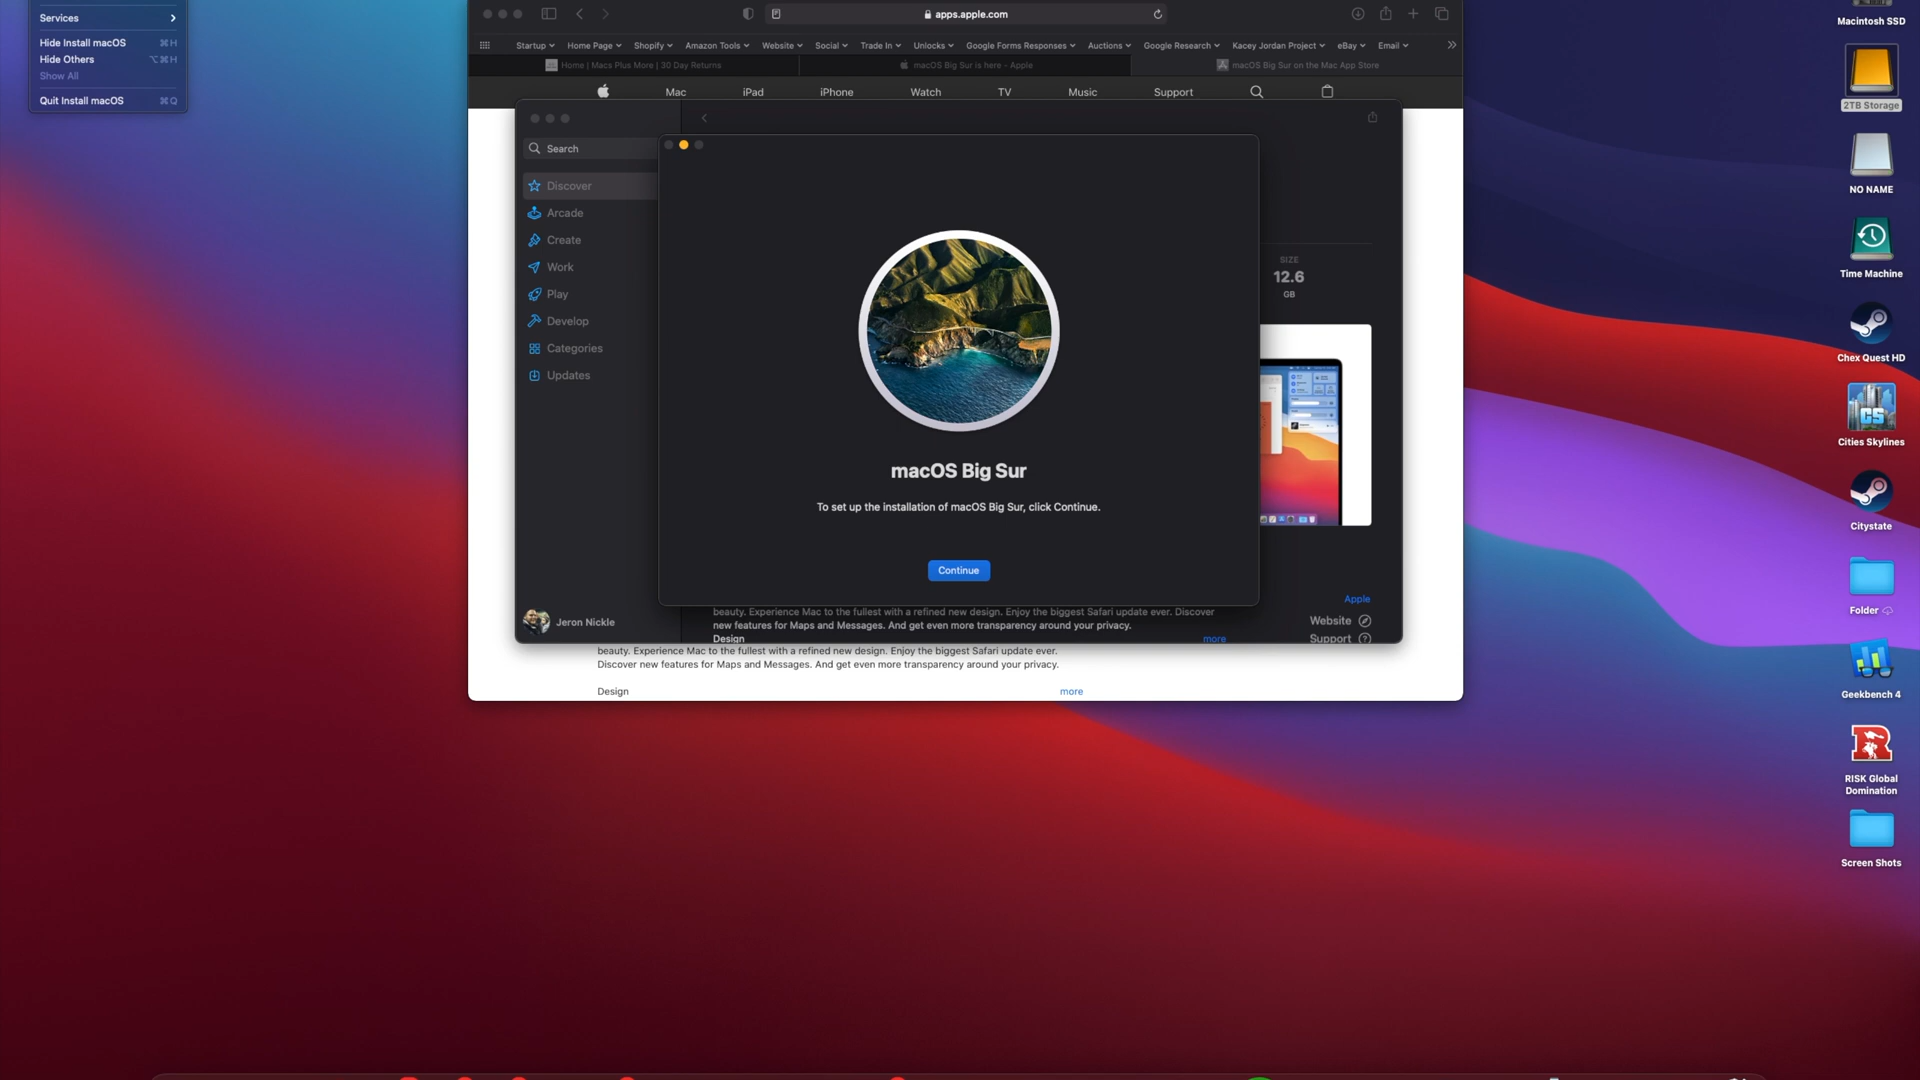 Services
Hide Install macOS ⌘H
Hide Others ⌥⌘H
Show All
Quit Install macOS ⌘Q
apps.apple.com
Startup
Home Page
Shopify
Amazon Tools
Website
Social
Trade In
Unlocks
Google Forms Responses
Auctions
Google Research
Kacey Jordan Project
eBay
Email
Home | Macs Plus More | 30 Day Returns
macOS Big Sur is here - Apple
macOS Big Sur on the Mac App Store
Mac
iPad
iPhone
Watch
TV
Music
Support
Search
Discover
Arcade
Create
Work
Play
Develop
Categories
Updates
Jeron Nickle
macOS Big Sur
To set up the installation of macOS Big Sur, click Continue.
Continue
SIZE
12.6
GB
beauty. Experience Mac to the fullest with a refined new design. Enjoy the biggest Safari update ever. Discover
new features for Maps and Messages. And get even more transparency around your privacy.
Design
more
Apple
Website
Support
beauty. Experience Mac to the fullest with a refined new design. Enjoy the biggest Safari update ever.
Discover new features for Maps and Messages. And get even more transparency around your privacy.
Design
more
Macintosh SSD
2TB Storage
NO NAME
Time Machine
Chex Quest HD
CS
Cities Skylines
Citystate
Folder
Geekbench 4
R
RISK Global
Domination
Screen Shots